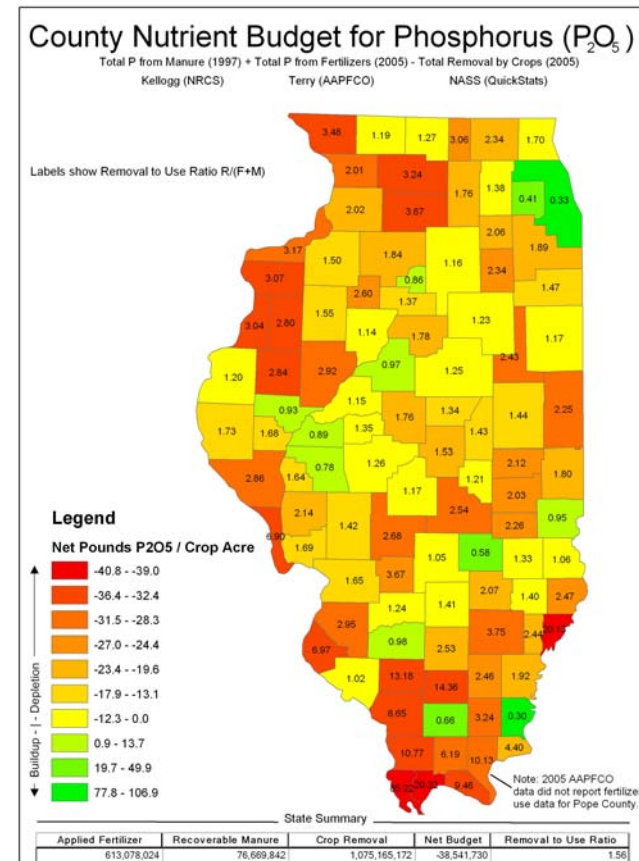 County Nutrient Budget for Phosphorus (P2O5)
Total P from Manure (1997) + Total P from Fertilizers (2005) - Total Removal by Crops (2005)
Kellogg (NRCS) Terry (AAPFCO) NASS (QuickStats)
Labels show Removal to Use Ratio R/(F+M)
3.48 1.19 1.27 3.06 2.34 1.70
2.01 3.24 1.76 1.38 0.41 0.33
2.02 3.67
2.06 1.89
3.17 1.50 1.84 1.16 2.34
3.07 0.86 1.47
2.60 1.37
3.04 2.80 1.55 1.14 1.78 1.23 1.17
2.43
1.20 2.84 2.92 0.97 1.25
1.15
0.93 1.76 1.34 1.44 2.25
1.73 1.68 0.89 1.35 1.43
1.53
2.86 1.64 0.78 1.26 2.12 1.80
1.17 1.21 2.03
2.14 1.42 2.54
6.90 2.68 2.26 0.95
1.69 1.05 0.58 1.33 1.06
1.65 3.67
2.07 1.40 2.47
1.24 1.41
2.95 3.75
6.97 0.98 2.53 2.44
1.02 13.18 14.36 2.46 1.92
6.65 0.66 3.24 0.30
10.77 6.19 10.13 4.40
9.46
Legend
Net Pounds P2O5 / Crop Acre
Buildup - | - Depletion
-40.8 - -39.0
-36.4 - -32.4
-31.5 - -28.3
-27.0 - -24.4
-23.4 - -19.6
-17.9 - -13.1
-12.3 - 0.0
0.9 - 13.7
19.7 - 49.9
77.8 - 106.9
Note: 2005 AAPFCO
data did not report fertilizer
use data for Pope County.
State Summary
Applied Fertilizer Recoverable Manure Crop Removal Net Budget Removal to Use Ratio
613,078,024 76,669,842 1,075,165,172 -38,541,730 1.56